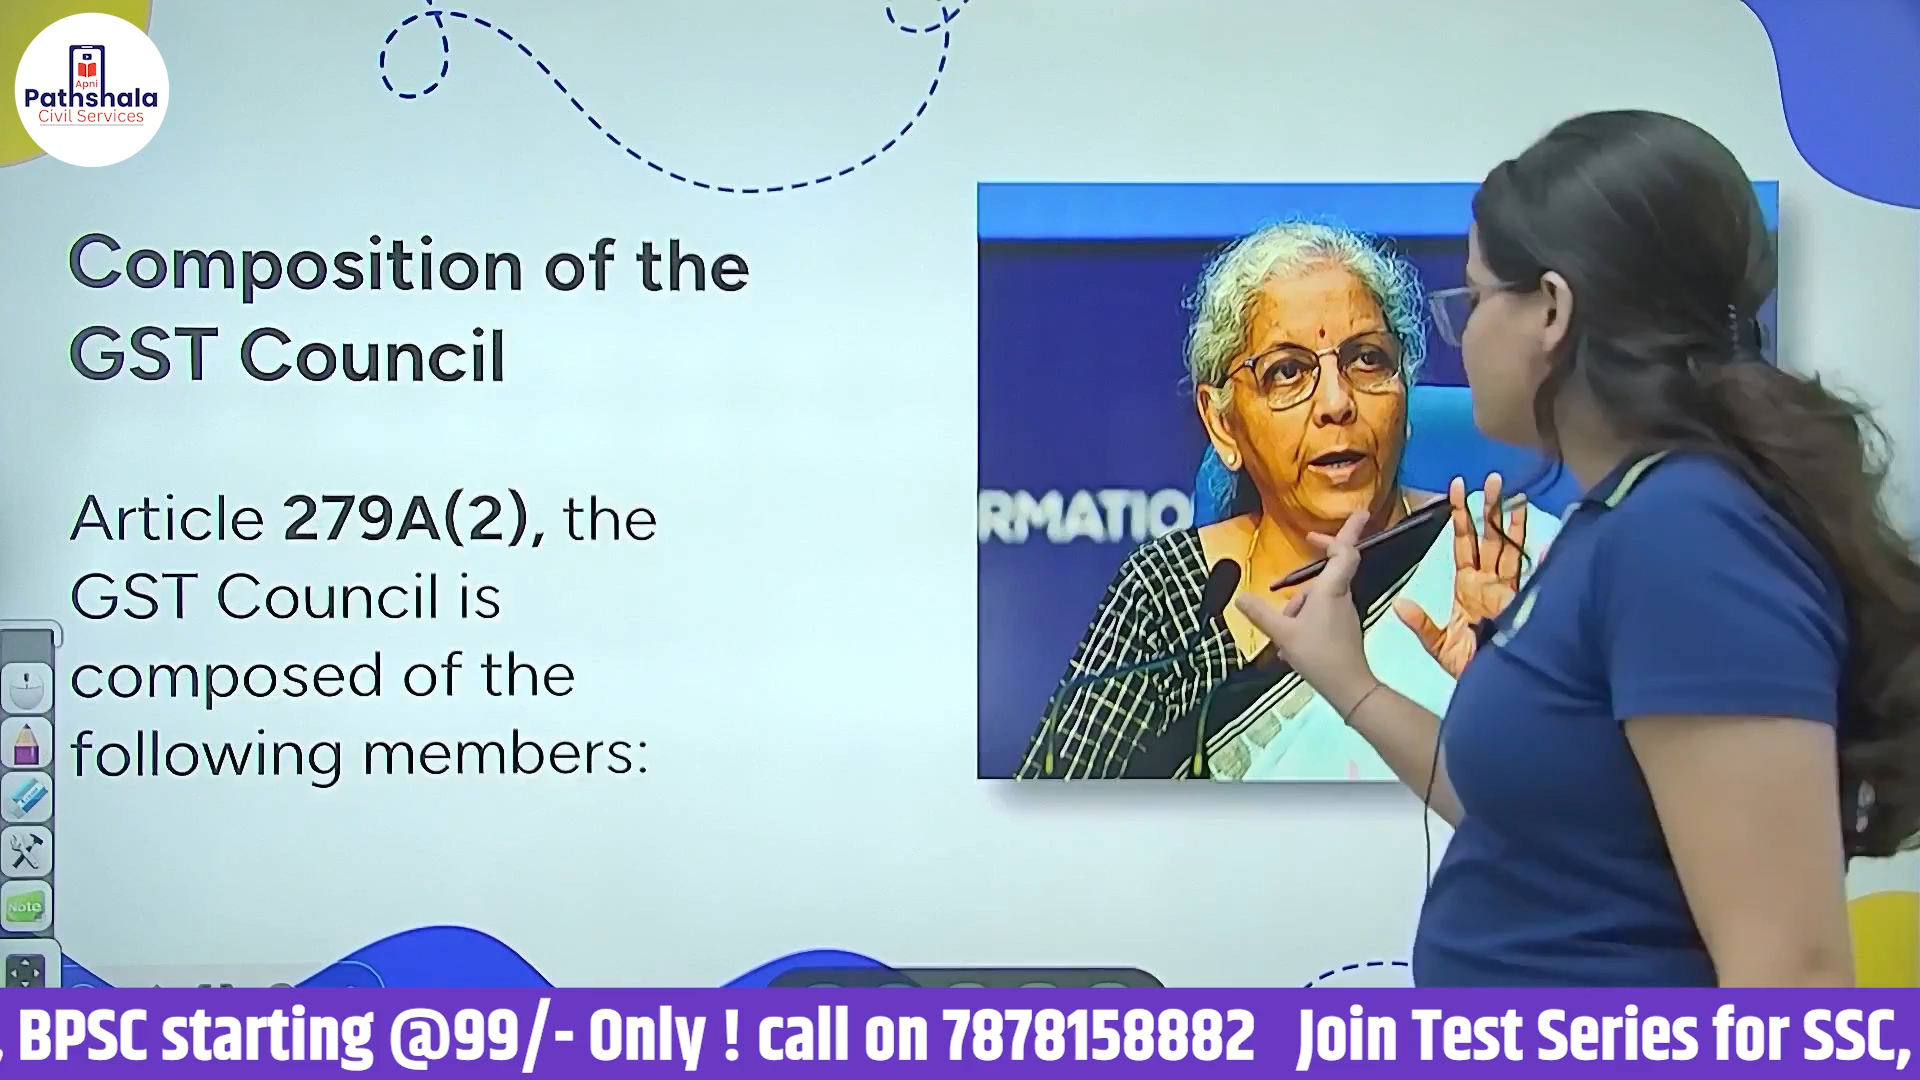 Apni
Pathshala
Civil Services
Composition of the
GST Council
Article 279A(2), the
GST Council is
composed of the
following members:
RMATIO
Note
, BPSC starting @99/- Only ! call on 7878158882 Join Test Series for SSC,